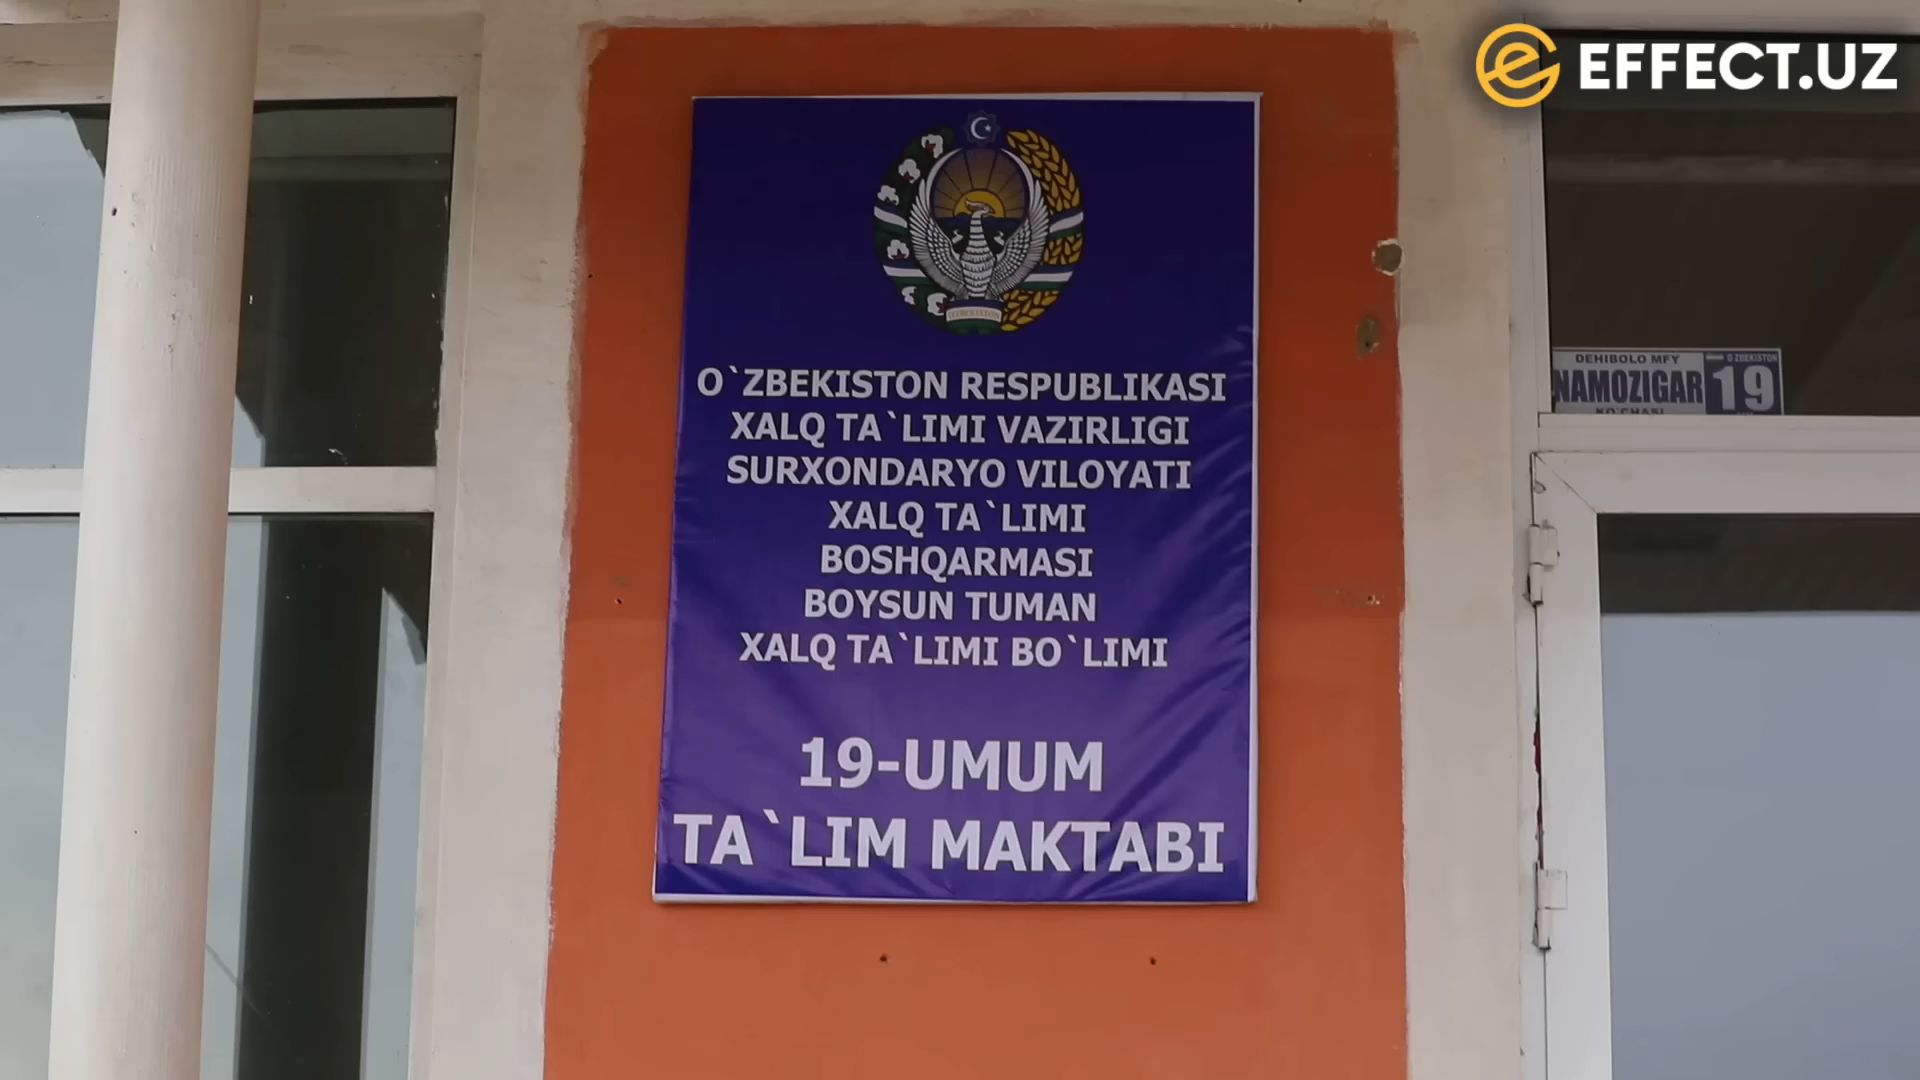 EFFECT.UZ
O`ZBEKISTON RESPUBLIKASI
XALQ TA`LIMI VAZIRLIGI
SURXONDARYO VILOYATI
XALQ TA`LIMI
BOSHQARMASI
BOYSUN TUMAN
XALQ TA`LIMI BO`LIMI
19-UMUM
TA`LIM MAKTABI
DEHIBOLO MFY
NAMOZIGAR
KO`CHASI
O`ZBEKISTON
19